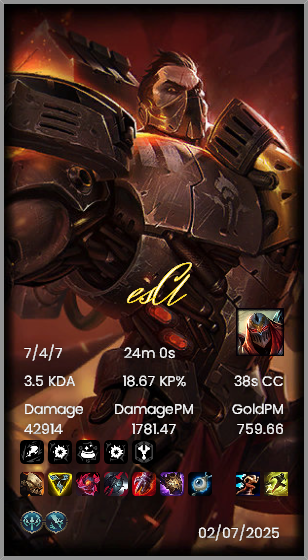 esA
7/4/7 24m 0s
3.5 KDA 18.67 KP% 38s CC
Damage DamagePM GoldPM
42914 1781.47 759.66
02/07/2025